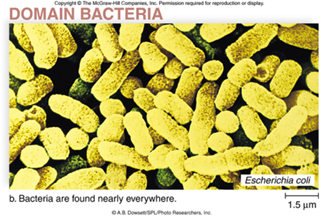 Copyright © The McGraw-Hill Companies, Inc. Permission required for reproduction or display.
DOMAIN BACTERIA
Escherichia coli
b. Bacteria are found nearly everywhere.
1.5 µm
© A.B. Dowsett/SPL/Photo Researchers, Inc.